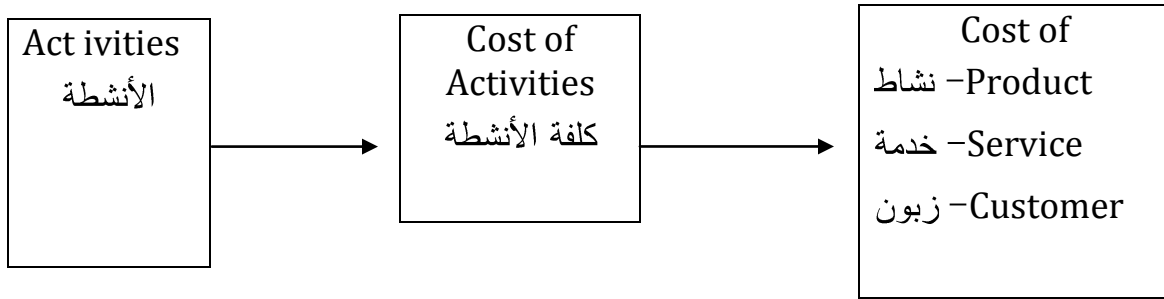 Act ivities
الأنشطة
Cost of
Activities
كلفة الأنشطة
Cost of
نشاط –Product
خدمة –Service
زبون –Customer